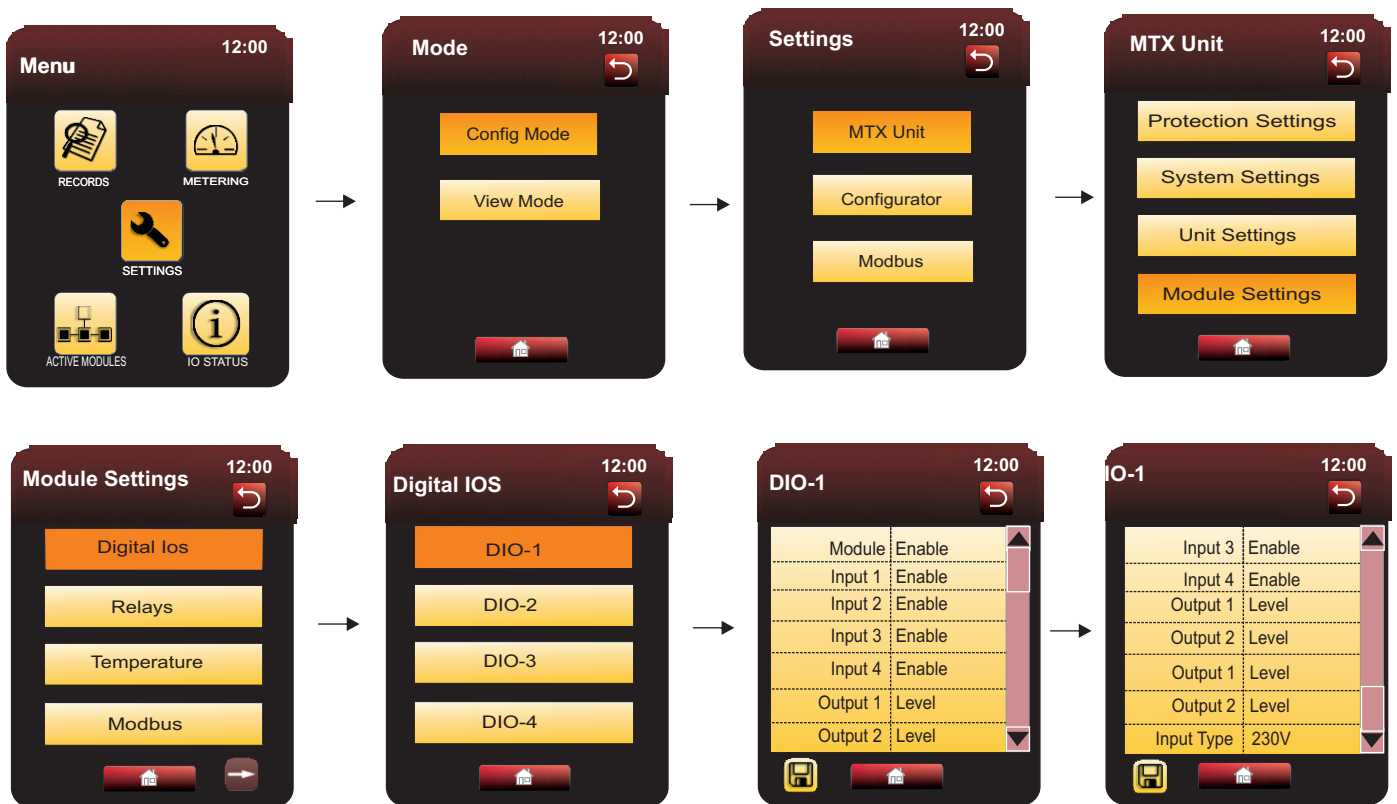 12:00
Menu
RECORDS
METERING
SETTINGS
ACTIVE MODULES
IO STATUS
12:00
Mode
Config Mode
View Mode
12:00
Settings
MTX Unit
Configurator
Modbus
12:00
MTX Unit
Protection Settings
System Settings
Unit Settings
Module Settings
12:00
Module Settings
Digital Ios
Relays
Temperature
Modbus
12:00
Digital IOS
DIO-1
DIO-2
DIO-3
DIO-4
12:00
DIO-1
Module Enable
Input 1 Enable
Input 2 Enable
Input 3 Enable
Input 4 Enable
Output 1 Level
Output 2 Level
12:00
IO-1
Input 3 Enable
Input 4 Enable
Output 1 Level
Output 2 Level
Output 1 Level
Output 2 Level
Input Type 230V